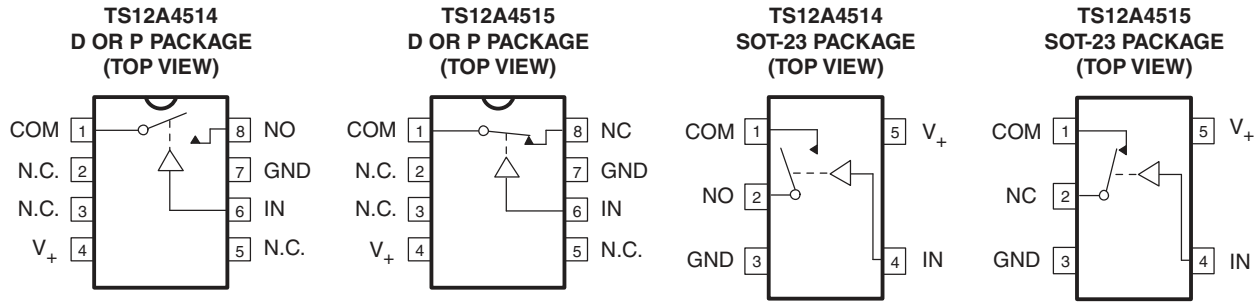 TS12A4514
D OR P PACKAGE
(TOP VIEW)
COM 1
N.C. 2
N.C. 3
V+ 4
8 NO
7 GND
6 IN
5 N.C.
TS12A4515
D OR P PACKAGE
(TOP VIEW)
COM 1
N.C. 2
N.C. 3
V+ 4
8 NC
7 GND
6 IN
5 N.C.
TS12A4514
SOT-23 PACKAGE
(TOP VIEW)
COM 1
NO 2
GND 3
5 V+
4 IN
TS12A4515
SOT-23 PACKAGE
(TOP VIEW)
COM 1
NC 2
GND 3
5 V+
4 IN